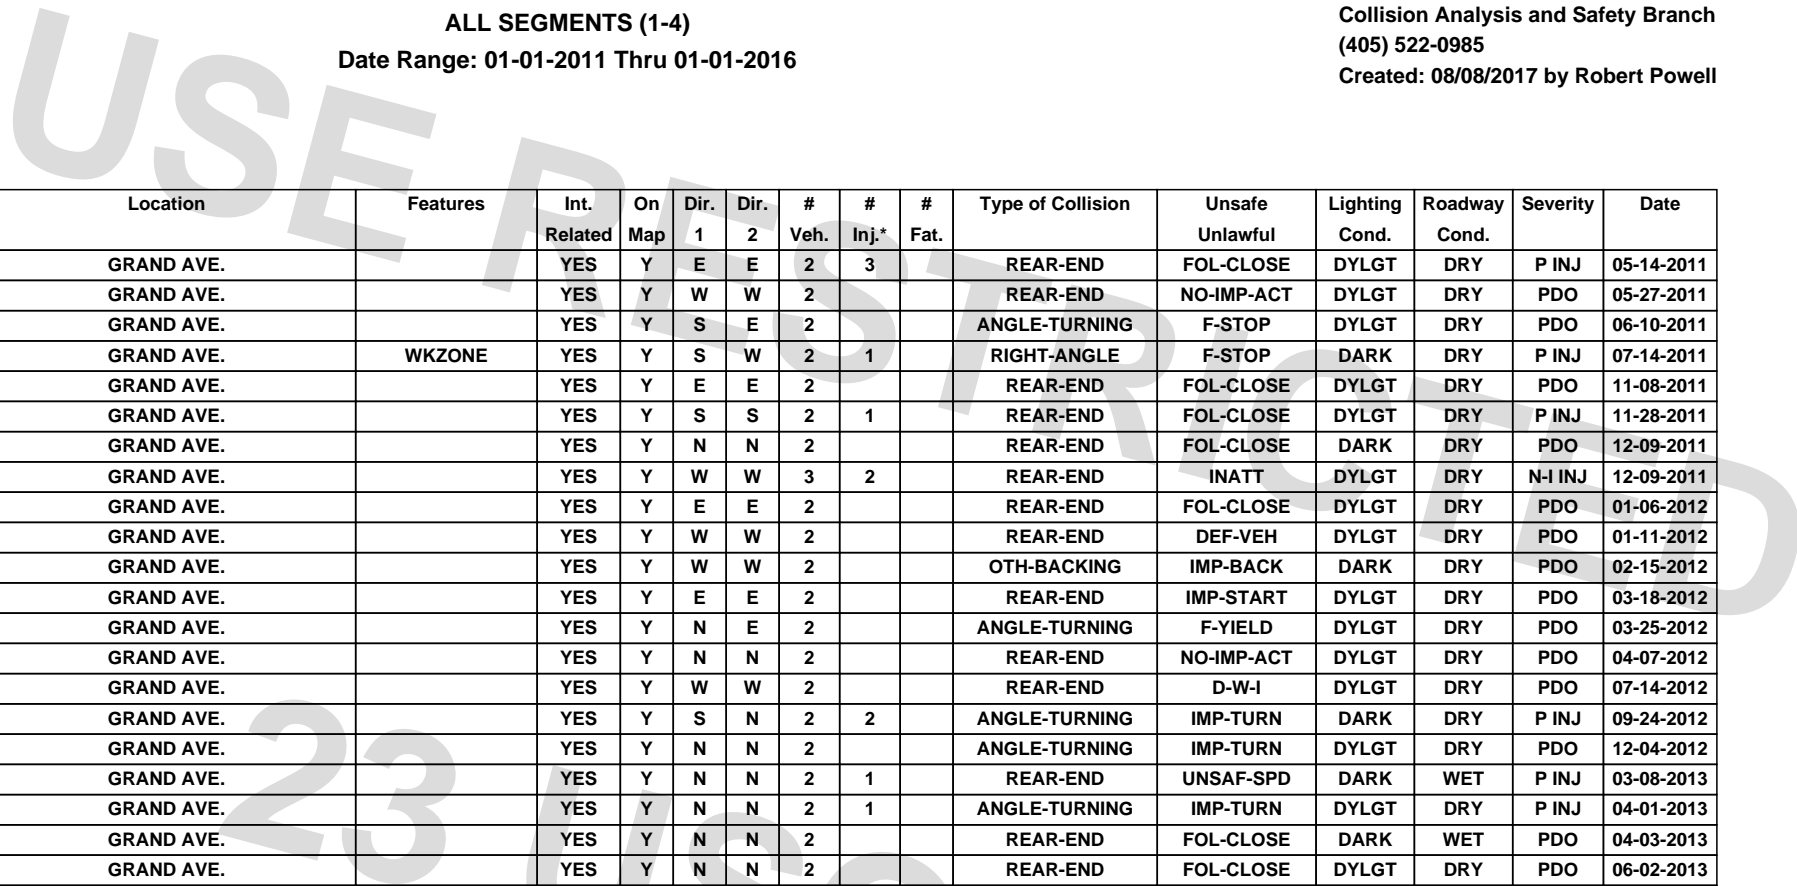 ALL SEGMENTS (1-4)
Date Range: 01-01-2011 Thru 01-01-2016
Collision Analysis and Safety Branch
(405) 522-0985
Created: 08/08/2017 by Robert Powell
USE RESTRICTED
23 USC
Location Features Int. On Dir. Dir. # # # Type of Collision Unsafe Lighting Roadway Severity Date
Related Map 1 2 Veh. Inj.* Fat. Unlawful Cond. Cond.
GRAND AVE. YES Y E E 2 3 REAR-END FOL-CLOSE DYLGT DRY P INJ 05-14-2011
GRAND AVE. YES Y W W 2 REAR-END NO-IMP-ACT DYLGT DRY PDO 05-27-2011
GRAND AVE. YES Y S E 2 ANGLE-TURNING F-STOP DYLGT DRY PDO 06-10-2011
GRAND AVE. WKZONE YES Y S W 2 1 RIGHT-ANGLE F-STOP DARK DRY P INJ 07-14-2011
GRAND AVE. YES Y E E 2 REAR-END FOL-CLOSE DYLGT DRY PDO 11-08-2011
GRAND AVE. YES Y S S 2 1 REAR-END FOL-CLOSE DYLGT DRY P INJ 11-28-2011
GRAND AVE. YES Y N N 2 REAR-END FOL-CLOSE DARK DRY PDO 12-09-2011
GRAND AVE. YES Y W W 3 2 REAR-END INATT DYLGT DRY N-I INJ 12-09-2011
GRAND AVE. YES Y E E 2 REAR-END FOL-CLOSE DYLGT DRY PDO 01-06-2012
GRAND AVE. YES Y W W 2 REAR-END DEF-VEH DYLGT DRY PDO 01-11-2012
GRAND AVE. YES Y W W 2 OTH-BACKING IMP-BACK DARK DRY PDO 02-15-2012
GRAND AVE. YES Y E E 2 REAR-END IMP-START DYLGT DRY PDO 03-18-2012
GRAND AVE. YES Y N E 2 ANGLE-TURNING F-YIELD DYLGT DRY PDO 03-25-2012
GRAND AVE. YES Y N N 2 REAR-END NO-IMP-ACT DYLGT DRY PDO 04-07-2012
GRAND AVE. YES Y W W 2 REAR-END D-W-I DYLGT DRY PDO 07-14-2012
GRAND AVE. YES Y S N 2 2 ANGLE-TURNING IMP-TURN DARK DRY P INJ 09-24-2012
GRAND AVE. YES Y N N 2 ANGLE-TURNING IMP-TURN DYLGT DRY PDO 12-04-2012
GRAND AVE. YES Y N N 2 1 REAR-END UNSAF-SPD DARK WET P INJ 03-08-2013
GRAND AVE. YES Y N N 2 1 ANGLE-TURNING IMP-TURN DYLGT DRY P INJ 04-01-2013
GRAND AVE. YES Y N N 2 REAR-END FOL-CLOSE DARK WET PDO 04-03-2013
GRAND AVE. YES Y N N 2 REAR-END FOL-CLOSE DYLGT DRY PDO 06-02-2013